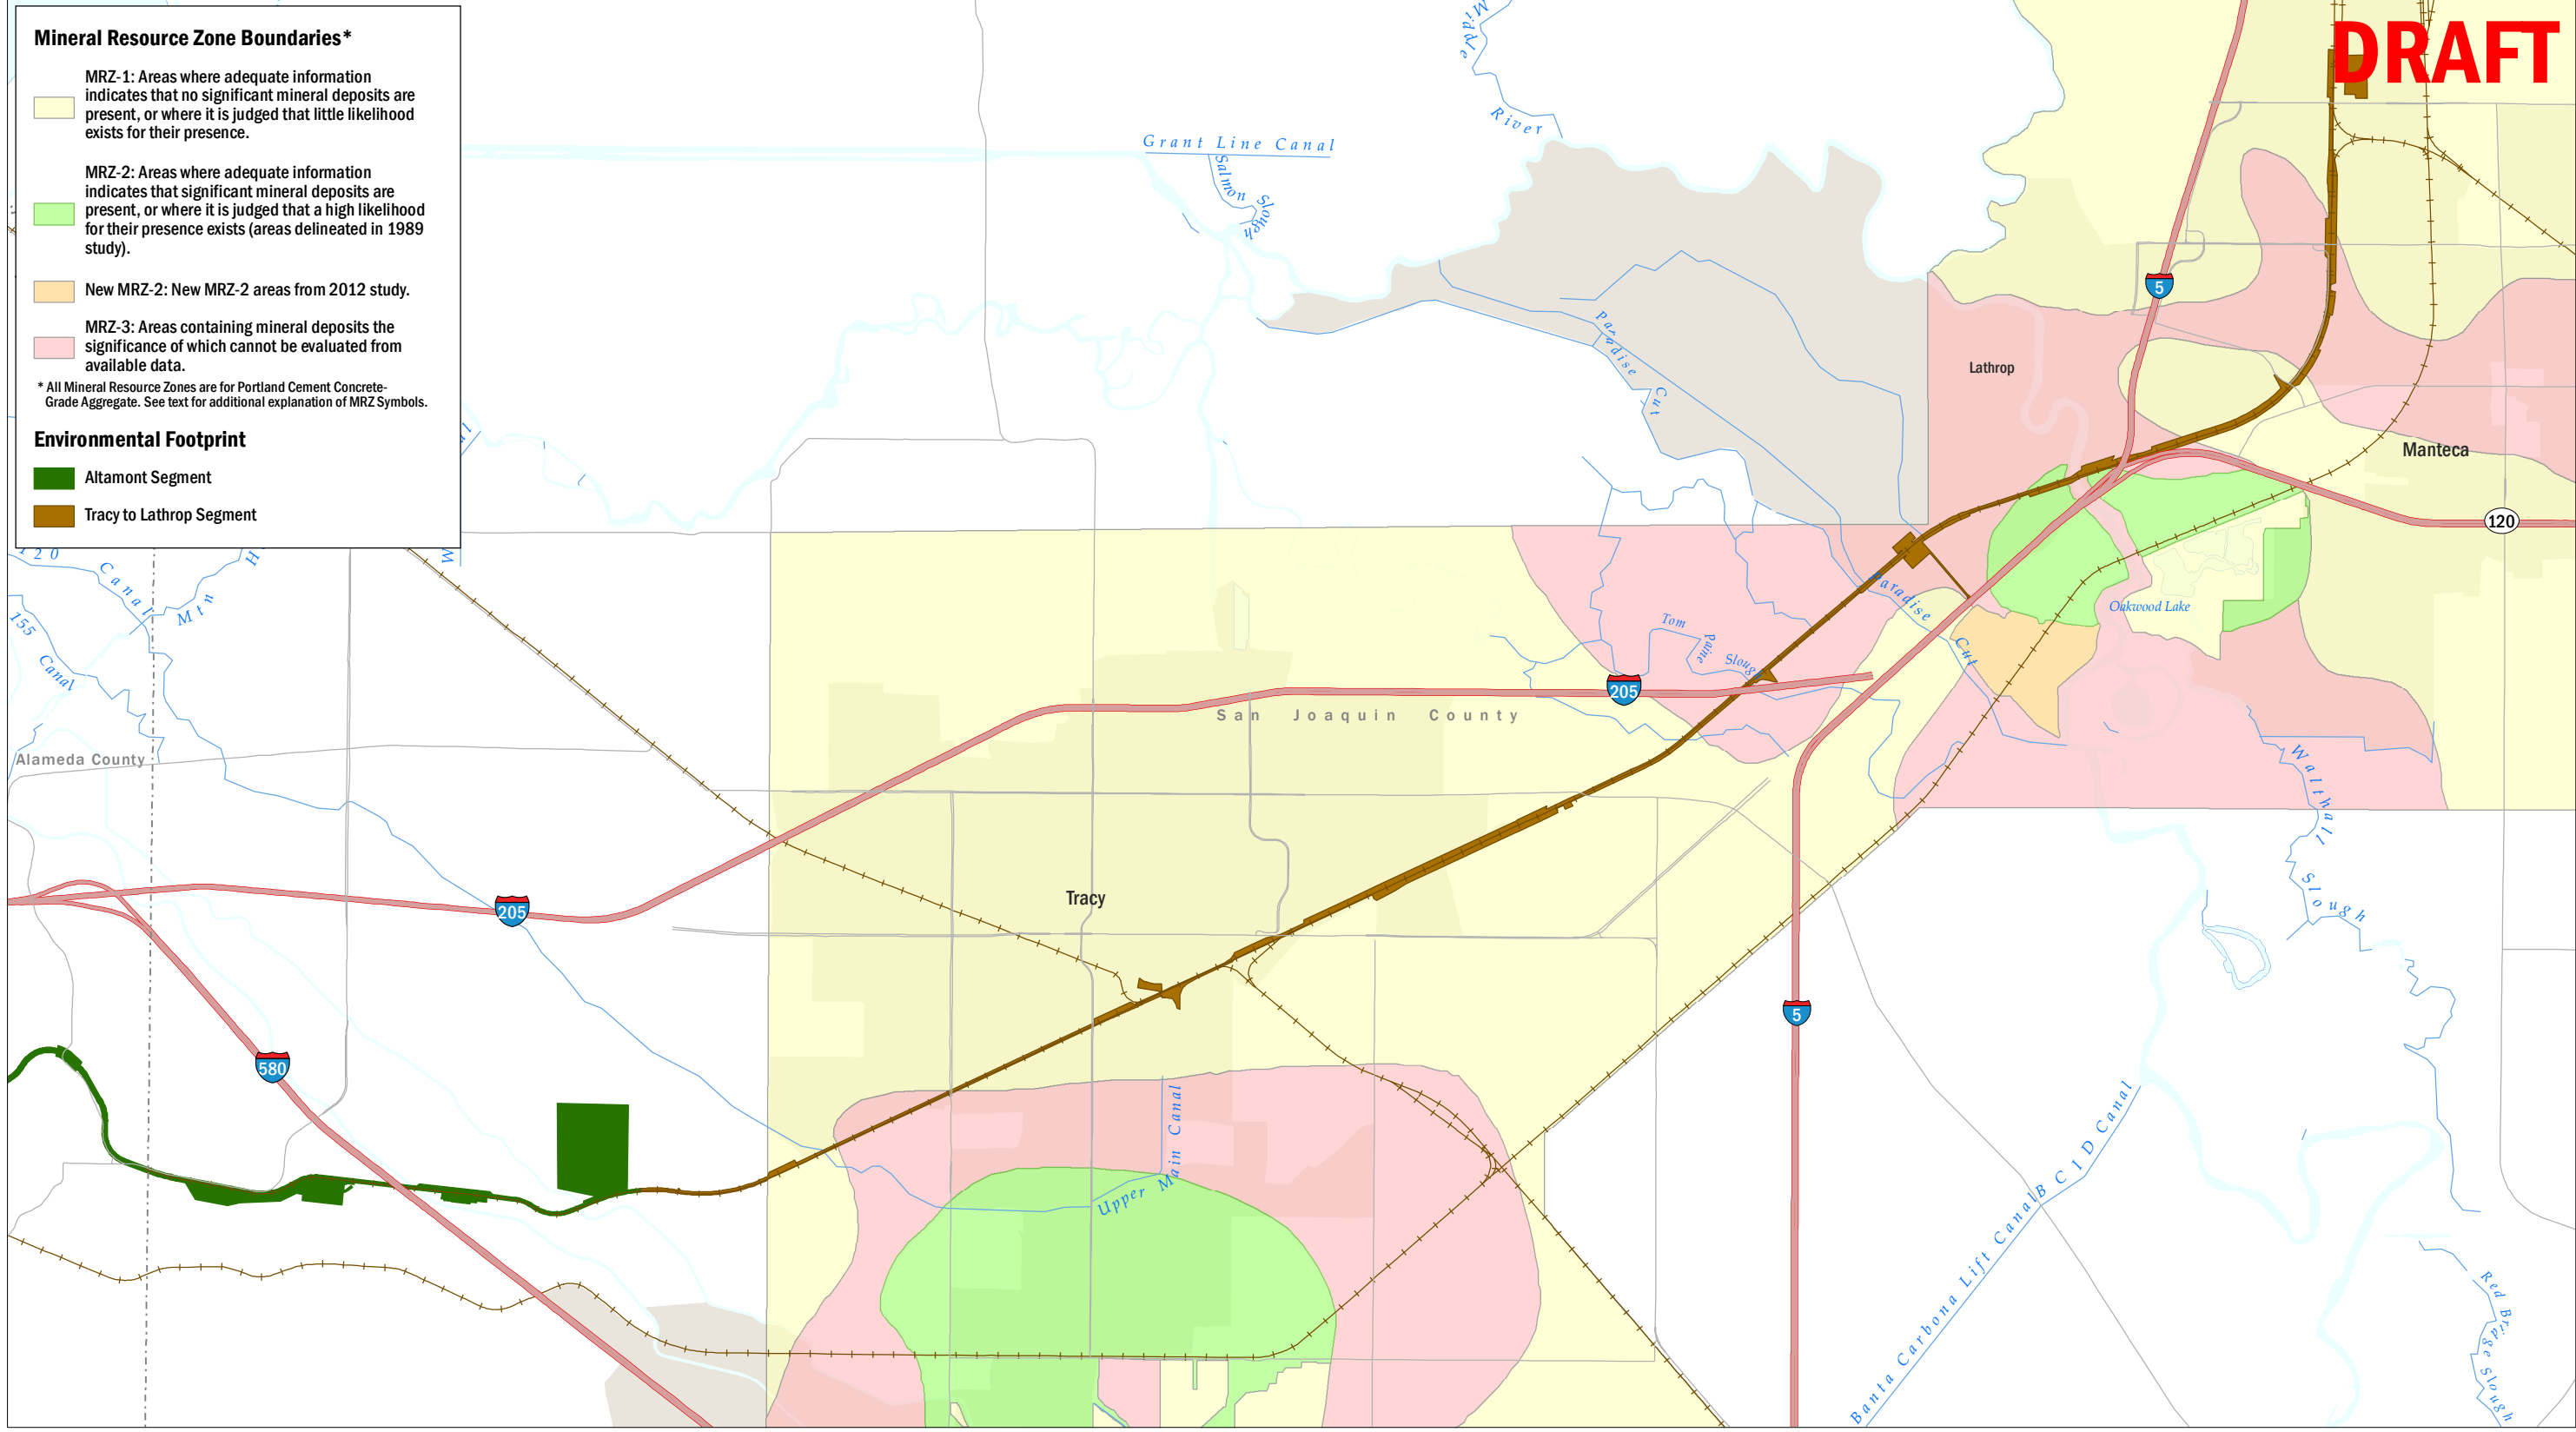 Mineral Resource Zone Boundaries*
MRZ-1: Areas where adequate information
indicates that no significant mineral deposits are
present, or where it is judged that little likelihood
exists for their presence.
MRZ-2: Areas where adequate information
indicates that significant mineral deposits are
present, or where it is judged that a high likelihood
for their presence exists (areas delineated in 1989
study).
New MRZ-2: New MRZ-2 areas from 2012 study.
MRZ-3: Areas containing mineral deposits the
significance of which cannot be evaluated from
available data.
* All Mineral Resource Zones are for Portland Cement Concrete-
Grade Aggregate. See text for additional explanation of MRZ Symbols.
Environmental Footprint
Altamont Segment
Tracy to Lathrop Segment
DRAFT
Middle
River
Grant Line Canal
Salmon Slough
Paradise Cut
5
Lathrop
Manteca
120
120
Canal
Mtn
H
M
al
155
Canal
Alameda County
Paradise Cut
Oakwood Lake
Tom
Paine
Slough
205
San Joaquin County
Walthall
Slough
Tracy
205
5
580
Upper Main Canal
Banta Carbona Lift Canal
B C I D Canal
Red Bridge Slough